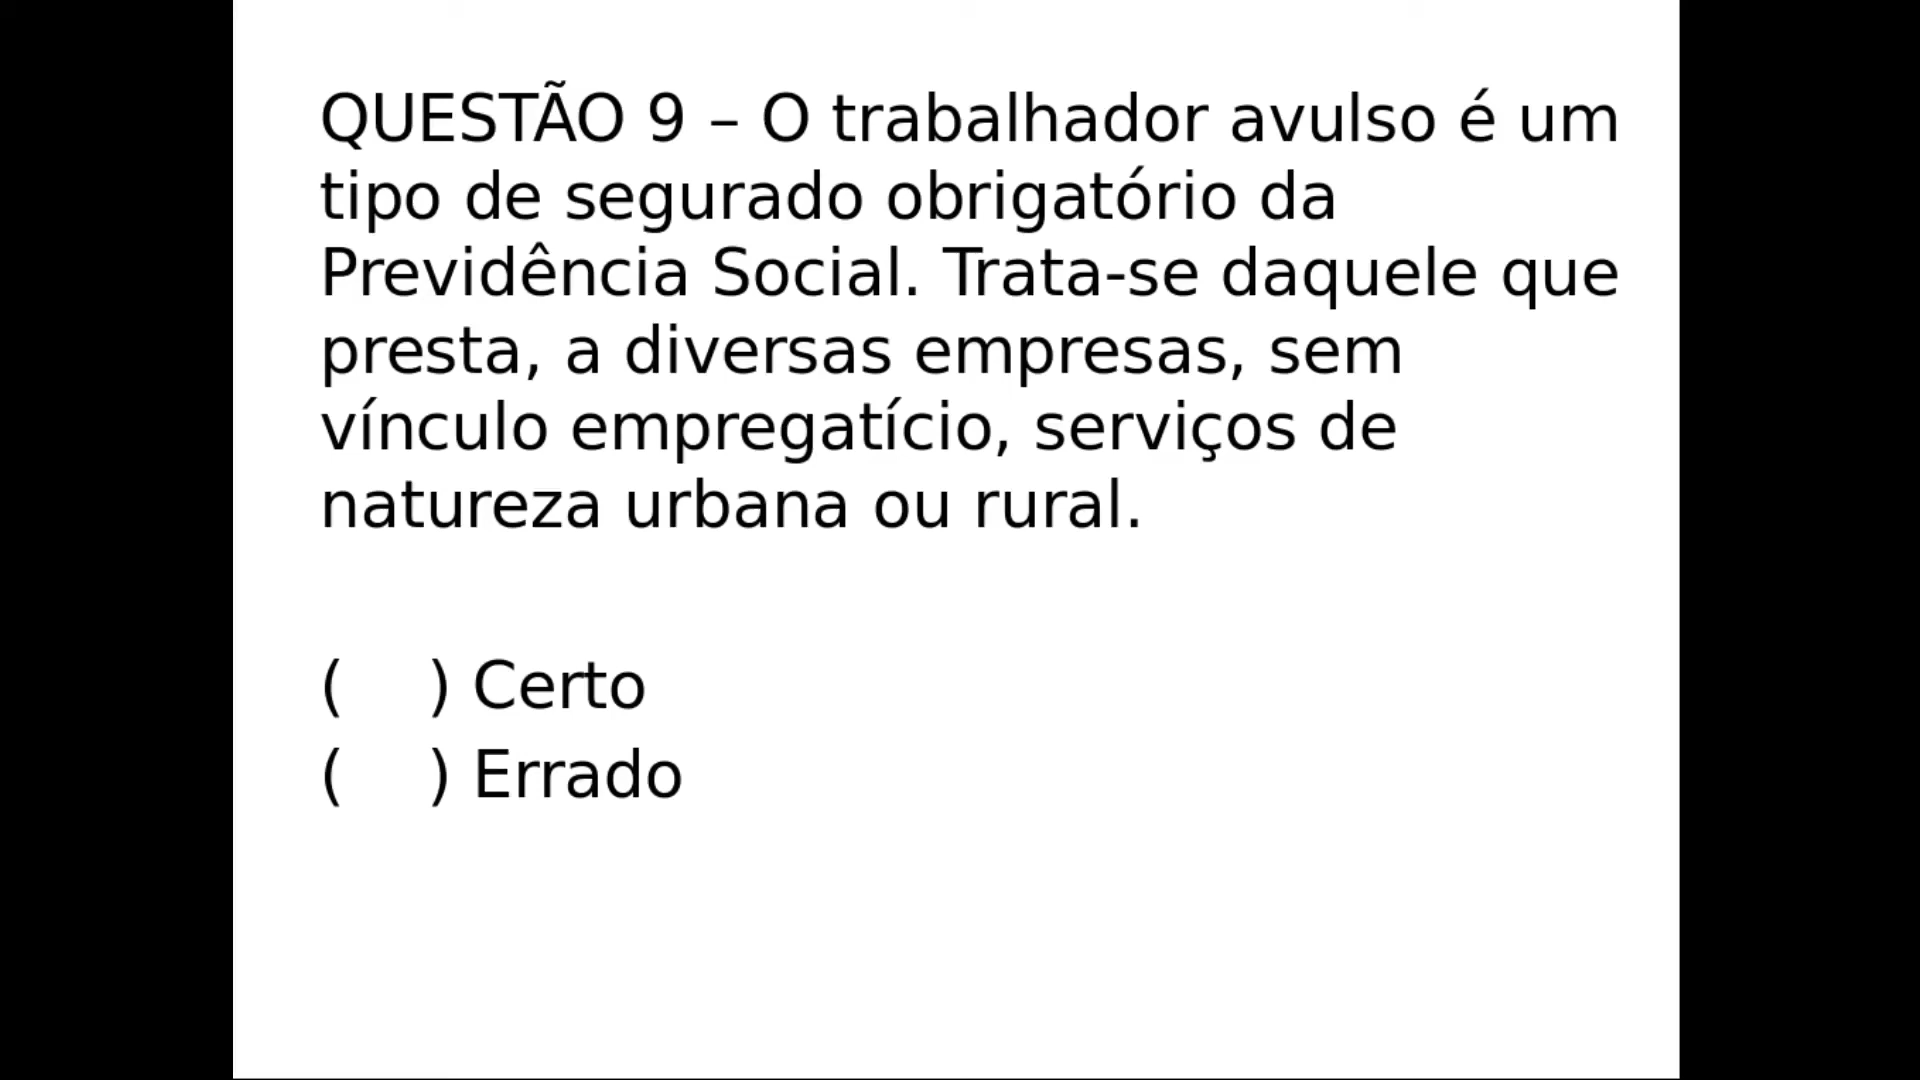 QUESTÃO 9 – O trabalhador avulso é um
tipo de segurado obrigatório da
Previdência Social. Trata-se daquele que
presta, a diversas empresas, sem
vínculo empregatício, serviços de
natureza urbana ou rural.
(    ) Certo
(    ) Errado